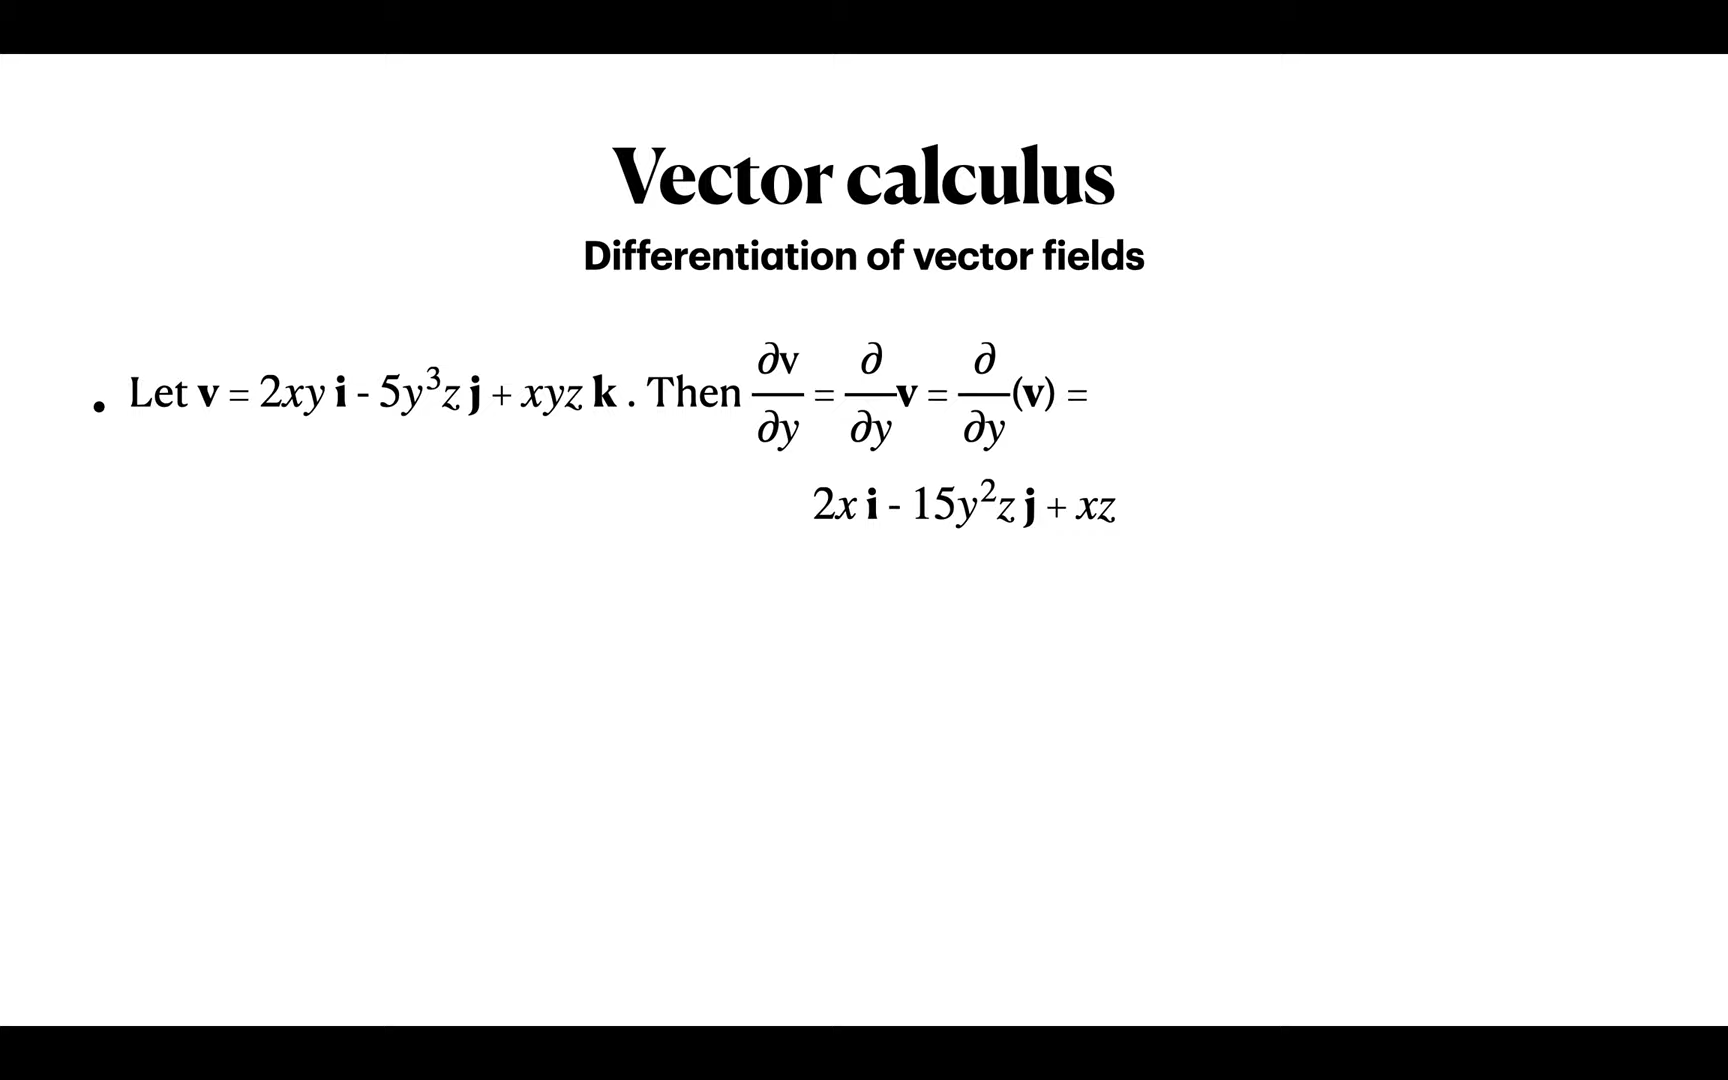 Vector calculus
Differentiation of vector fields
• Let v = 2xy i - 5y³z j + xyz k . Then ∂v/∂y = ∂/∂y v = ∂/∂y (v) =
2x i - 15y²z j + xz